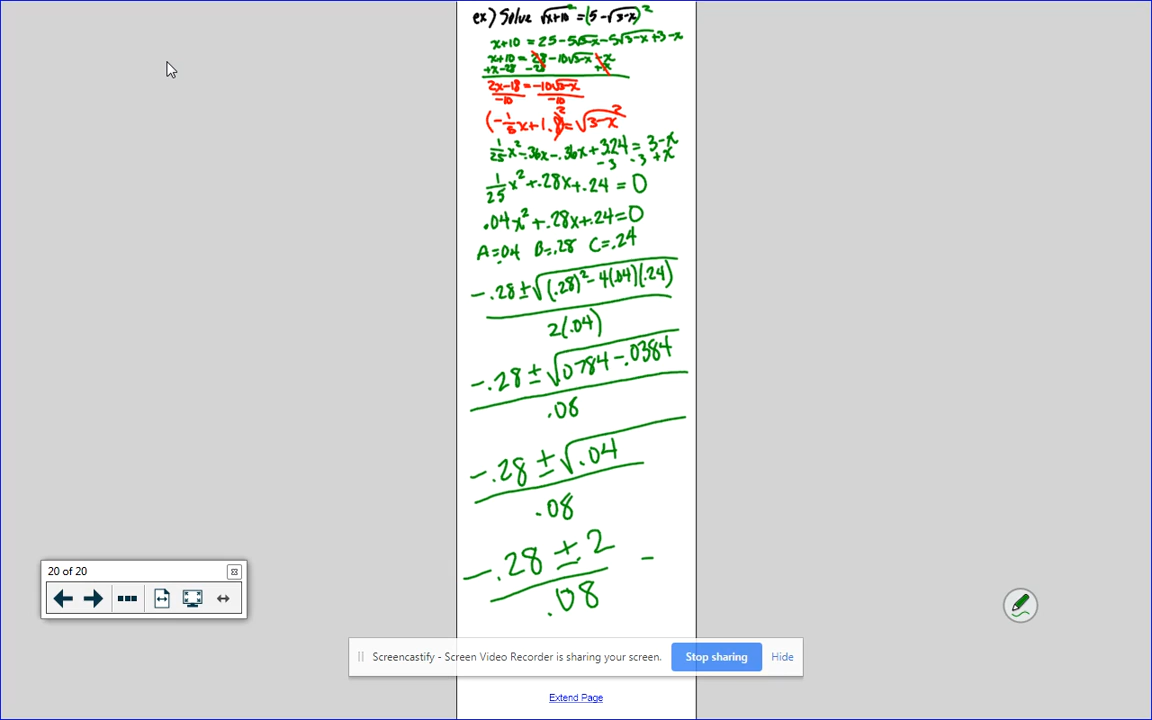 ex) Solve √x+10² = (5-√3-x)²
x+10 = 25-5√3-x-5√3-x+3-x
x+10 = 28-10√3-x -x
+x-28 -28 +x
2x-18 = -10√3-x
-10 -10
(-1/5x+1.8)² = √3-x²
1/25x²-.36x-.36x+3.24 = 3-x
-3 -3 +x
1/25x²+.28x+.24 = 0
.04x²+.28x+.24=0
A=.04 B=.28 C=.24
-.28±√(.28)²-4(.04)(.24)
2(.04)
-.28±√.0784-.0384
.08
-.28±√.04
.08
-.28±.2 =
.08
20 of 20
Screencastify - Screen Video Recorder is sharing your screen. Stop sharing Hide
Extend Page